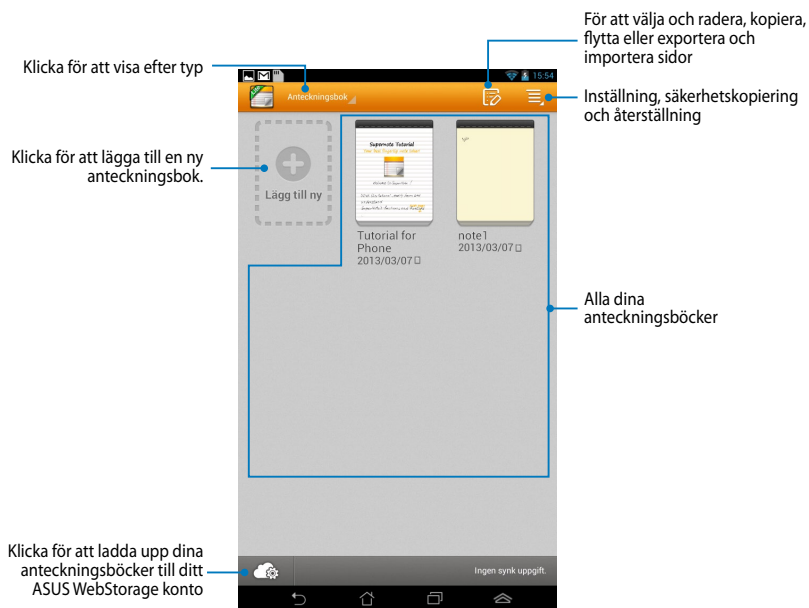 För att välja och radera, kopiera,
flytta eller exportera och
importera sidor
Klicka för att visa efter typ
15:54
Anteckningsbok
Inställning, säkerhetskopiering
och återställning
Klicka för att lägga till en ny
anteckningsbok.
Lägg till ny
Supernote Tutorial
Tutorial for
Phone
2013/03/07
note1
2013/03/07
Alla dina
anteckningsböcker
Klicka för att ladda upp dina
anteckningsböcker till ditt
ASUS WebStorage konto
Ingen synk uppgift.